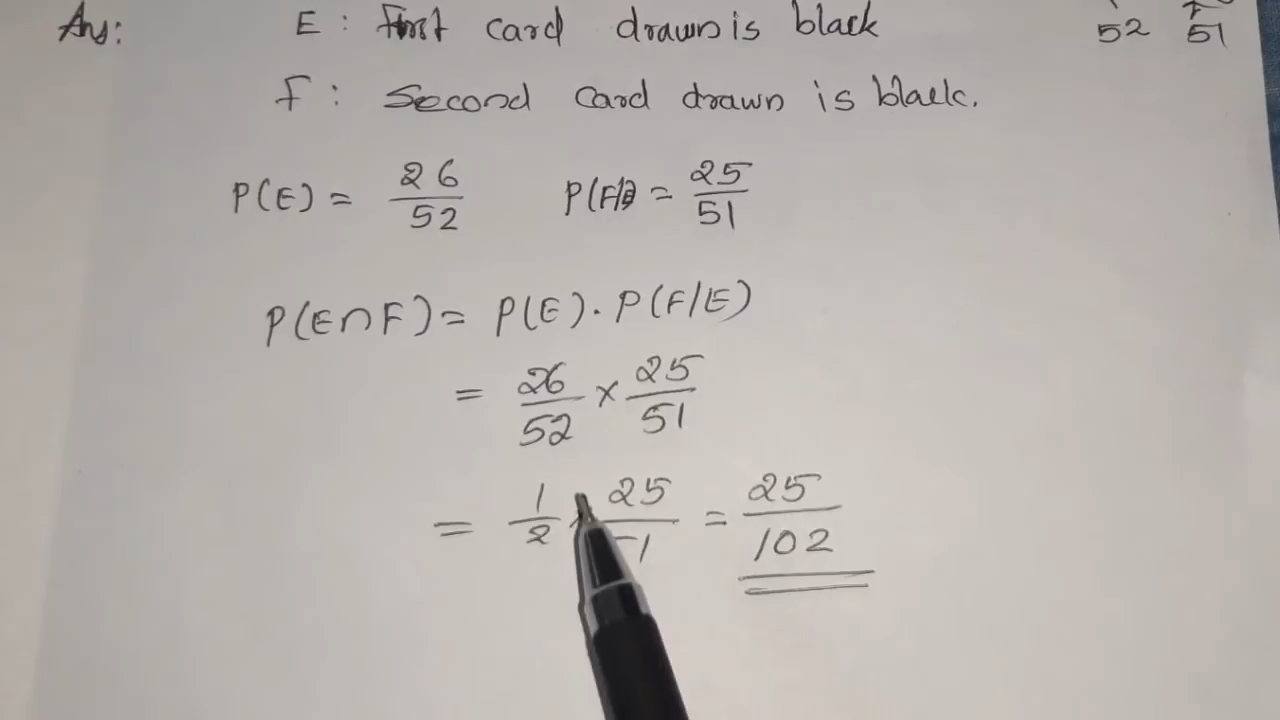 Ans: E : First card drawn is black 52 51
F : Second card drawn is black.
P(E) = 26/52 P(F/E) = 25/51
P(E∩F) = P(E) . P(F/E)
= 26/52 × 25/51
= 1/2 × 25/51 = 25/102